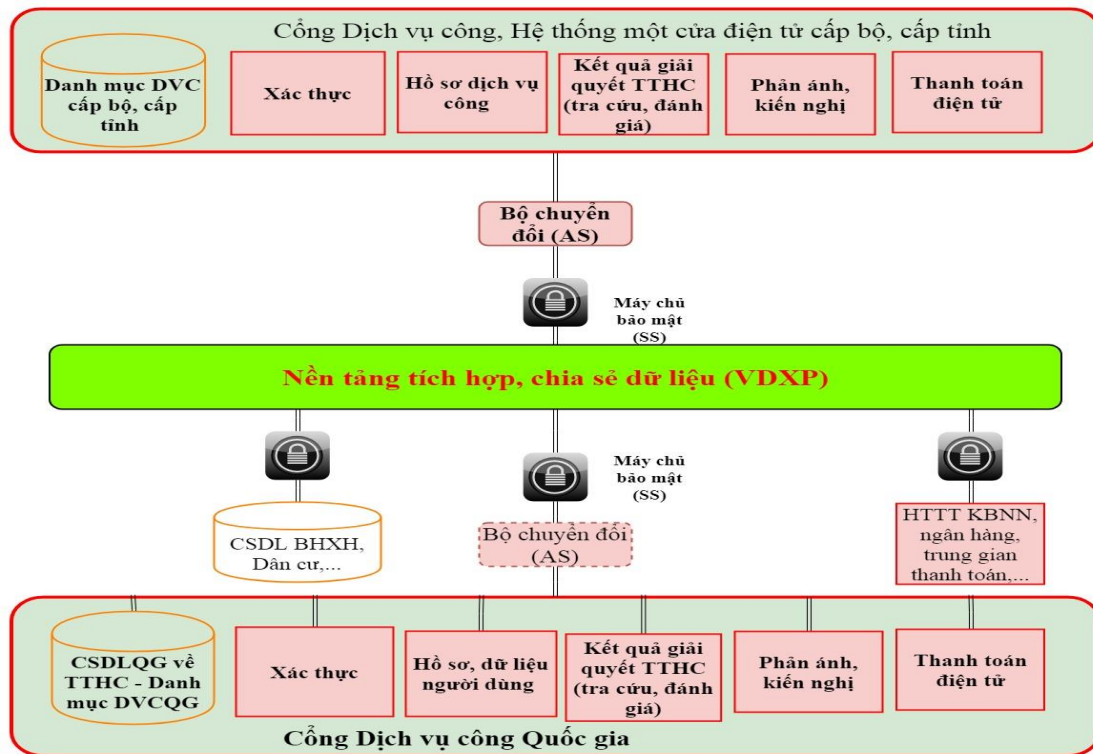 Cổng Dịch vụ công, Hệ thống một cửa điện tử cấp bộ, cấp tỉnh
Danh mục DVC
cấp bộ, cấp
tỉnh
Xác thực
Hồ sơ dịch vụ
công
Kết quả giải
quyết TTHC
(tra cứu, đánh
giá)
Phản ánh,
kiến nghị
Thanh toán
điện tử
Bộ chuyển
đổi (AS)
Máy chủ
bảo mật
(SS)
Nền tảng tích hợp, chia sẻ dữ liệu (VDXP)
Máy chủ
bảo mật
(SS)
CSDL BHXH,
Dân cư,...
Bộ chuyển đổi
(AS)
HTTT KBNN,
ngân hàng,
trung gian
thanh toán,...
CSDLQG về
TTHC - Danh
mục DVCQG
Xác thực
Hồ sơ, dữ liệu
người dùng
Kết quả giải
quyết TTHC
(tra cứu, đánh
giá)
Phản ánh,
kiến nghị
Thanh toán
điện tử
Cổng Dịch vụ công Quốc gia